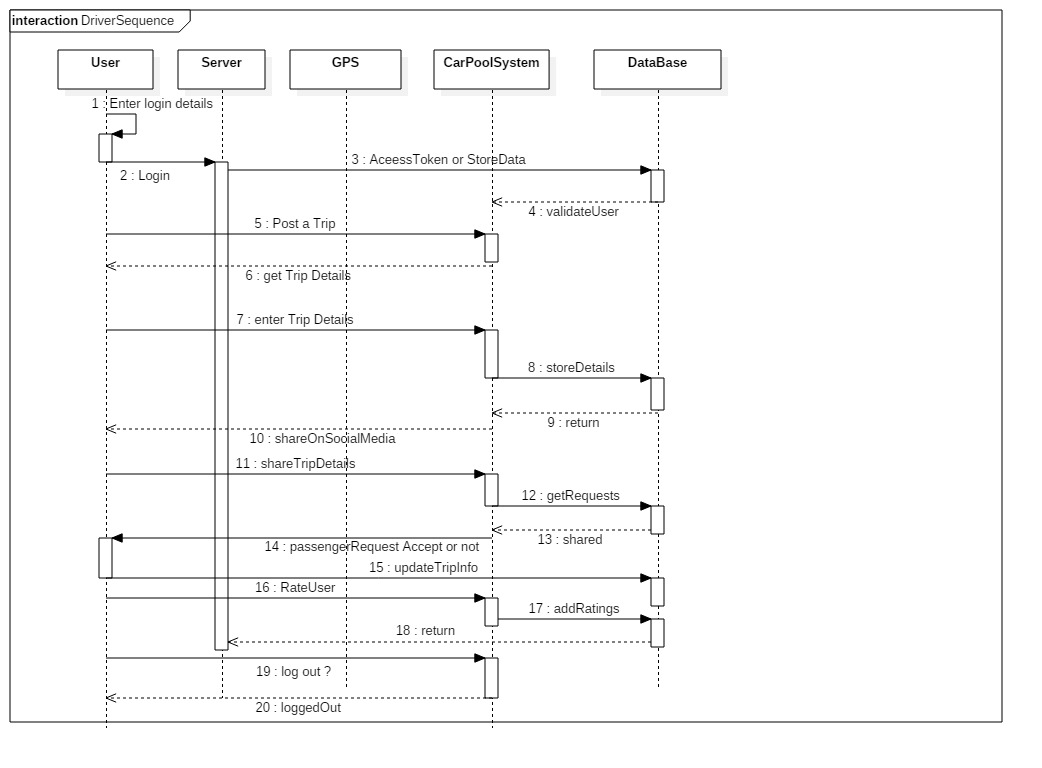 interaction DriverSequence
User
Server
GPS
CarPoolSystem
DataBase
1 : Enter login details
2 : Login
3 : AceessToken or StoreData
4 : validateUser
5 : Post a Trip
6 : get Trip Details
7 : enter Trip Details
8 : storeDetails
9 : return
10 : shareOnSocialMedia
11 : shareTripDetails
12 : getRequests
13 : shared
14 : passengerRequest Accept or not
15 : updateTripInfo
16 : RateUser
17 : addRatings
18 : return
19 : log out ?
20 : loggedOut